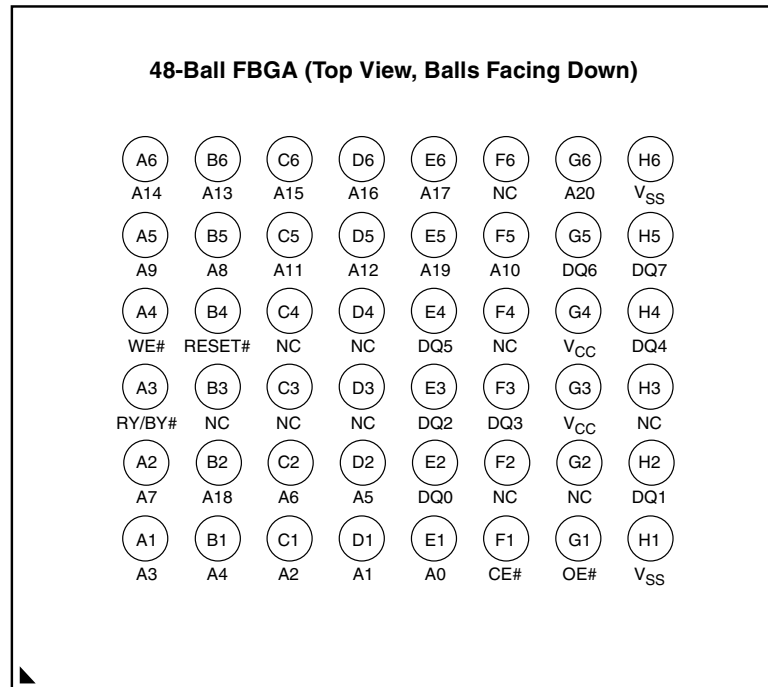 48-Ball FBGA (Top View, Balls Facing Down)
A6 B6 C6 D6 E6 F6 G6 H6
A14 A13 A15 A16 A17 NC A20 VSS
A5 B5 C5 D5 E5 F5 G5 H5
A9 A8 A11 A12 A19 A10 DQ6 DQ7
A4 B4 C4 D4 E4 F4 G4 H4
WE# RESET# NC NC DQ5 NC VCC DQ4
A3 B3 C3 D3 E3 F3 G3 H3
RY/BY# NC NC NC DQ2 DQ3 VCC NC
A2 B2 C2 D2 E2 F2 G2 H2
A7 A18 A6 A5 DQ0 NC NC DQ1
A1 B1 C1 D1 E1 F1 G1 H1
A3 A4 A2 A1 A0 CE# OE# VSS